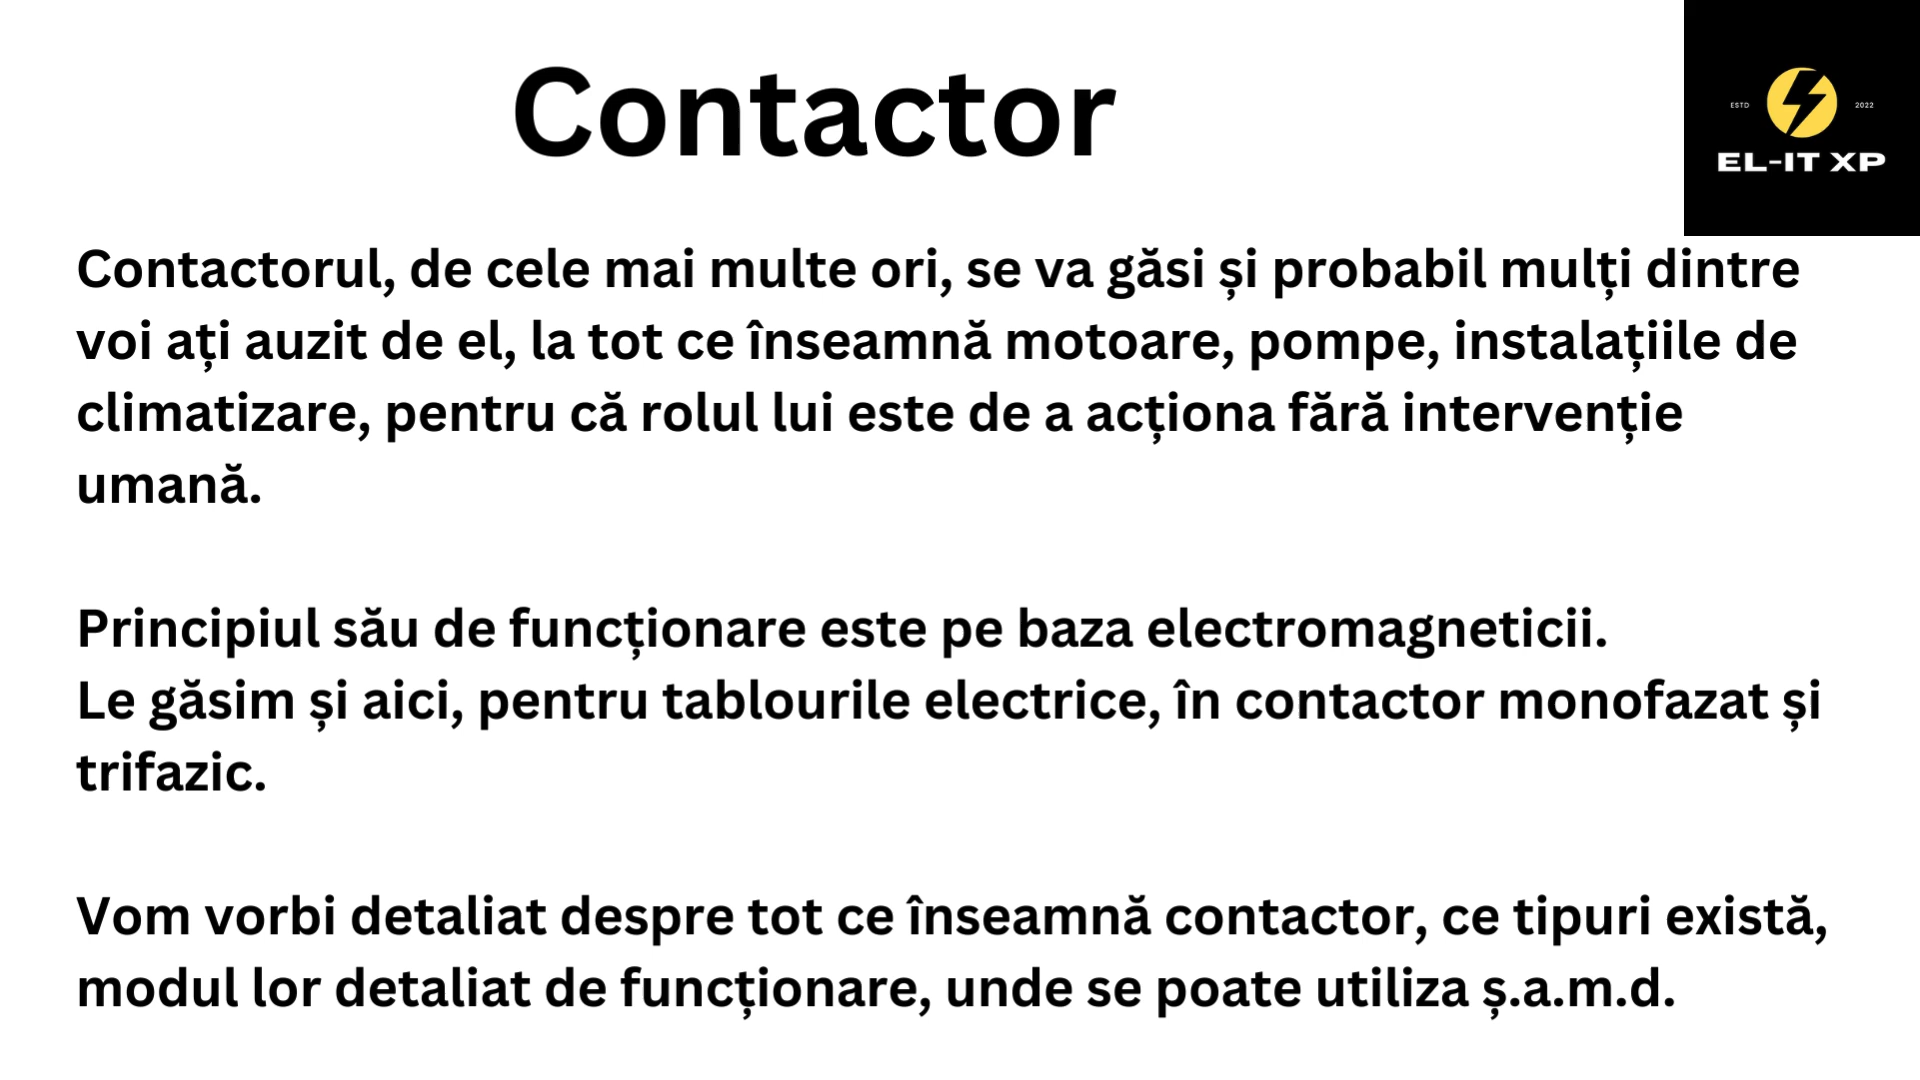 Contactor
ESTD
2022
EL-IT XP
Contactorul, de cele mai multe ori, se va găsi și probabil mulți dintre
voi ați auzit de el, la tot ce înseamnă motoare, pompe, instalațiile de
climatizare, pentru că rolul lui este de a acționa fără intervenție
umană.
Principiul său de funcționare este pe baza electromagneticii.
Le găsim și aici, pentru tablourile electrice, în contactor monofazat și
trifazic.
Vom vorbi detaliat despre tot ce înseamnă contactor, ce tipuri există,
modul lor detaliat de funcționare, unde se poate utiliza ș.a.m.d.